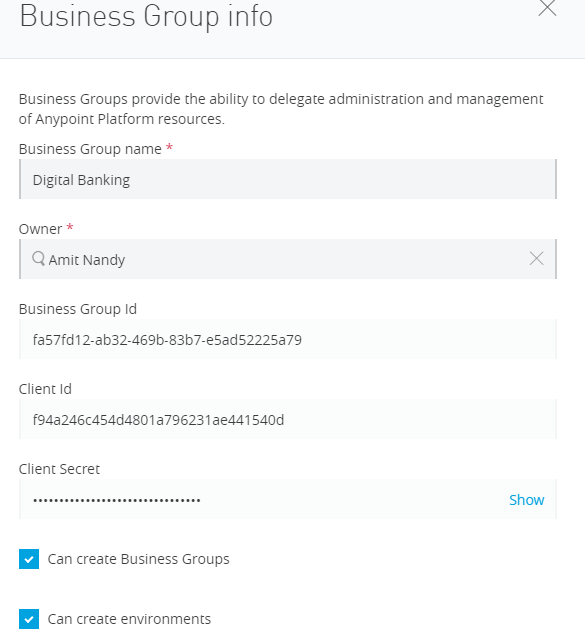 Business Group info
Business Groups provide the ability to delegate administration and management
of Anypoint Platform resources.
Business Group name *
Digital Banking
Owner *
Amit Nandy
Business Group Id
fa57fd12-ab32-469b-83b7-e5ad52225a79
Client Id
f94a246c454d4801a796231ae441540d
Client Secret
•••••••••••••••••••••••••••••••• Show
Can create Business Groups
Can create environments